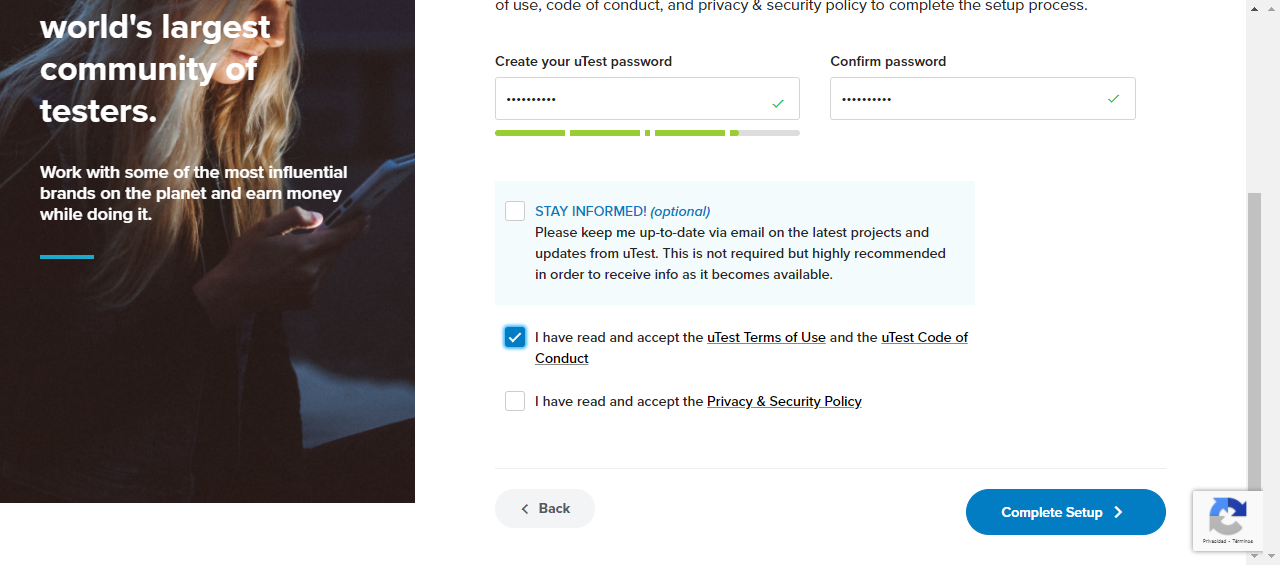 world's largest
community of
testers.
Work with some of the most influential
brands on the planet and earn money
while doing it.
of use, code of conduct, and privacy & security policy to complete the setup process.
Create your uTest password
Confirm password
••••••••••
••••••••••
STAY INFORMED! (optional)
Please keep me up-to-date via email on the latest projects and
updates from uTest. This is not required but highly recommended
in order to receive info as it becomes available.
I have read and accept the uTest Terms of Use and the uTest Code of
Conduct
I have read and accept the Privacy & Security Policy
Back
Complete Setup
Privacidad - Términos